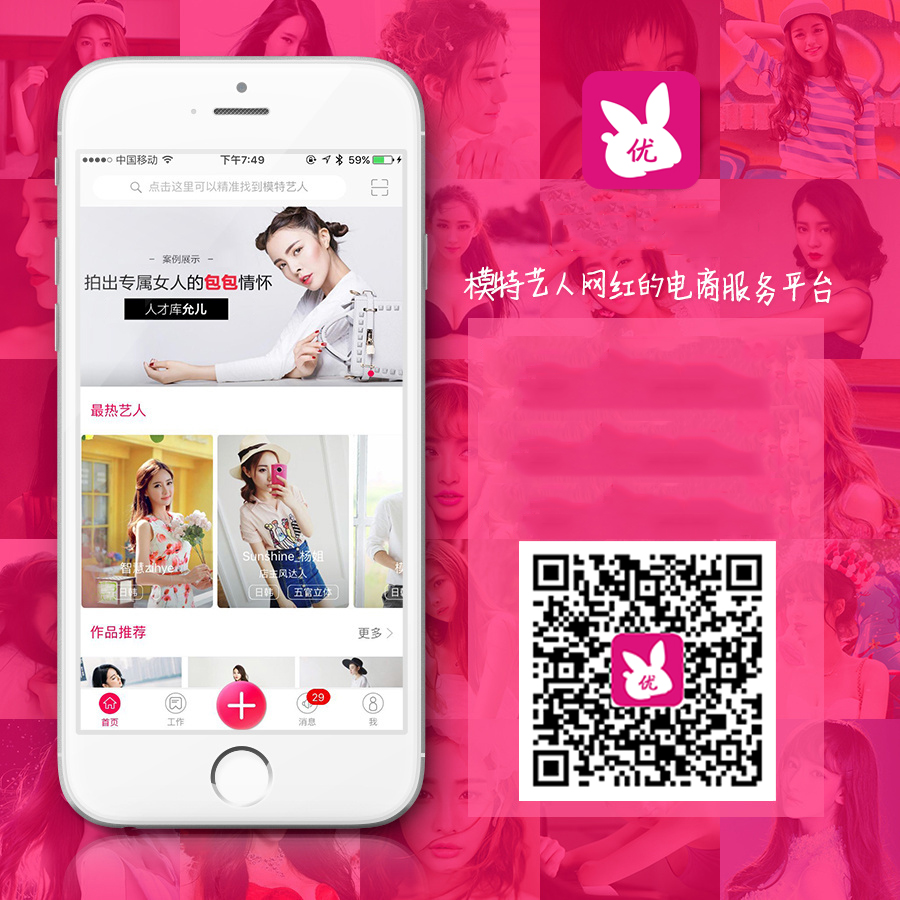 中国移动
下午7:49
59%
点击这里可以精准找到模特艺人
- 案例展示 -
拍出专属女人的包包情怀
人才库允儿
最热艺人
智慧zihyer
日韩
Sunshine_杨姐
店主风达人
日韩
五官立体
作品推荐
更多
首页
工作
29
消息
我
优
模特艺人网红的电商服务平台
优